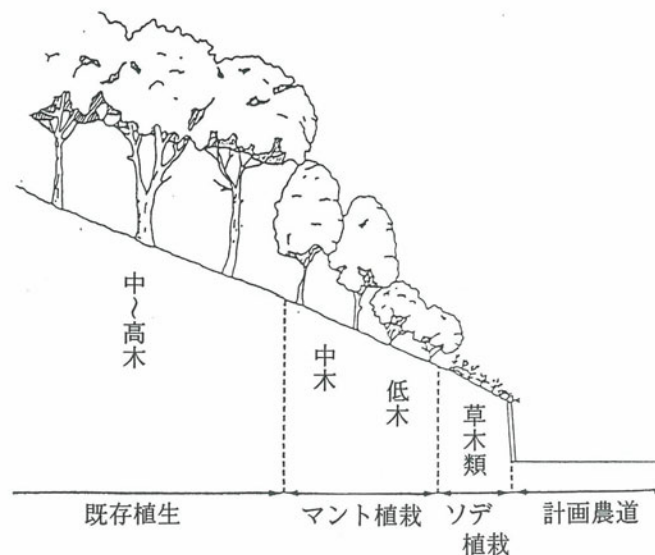 中～高木
中木
低木
草木類
既存植生
マント植栽
ソデ
植栽
計画農道